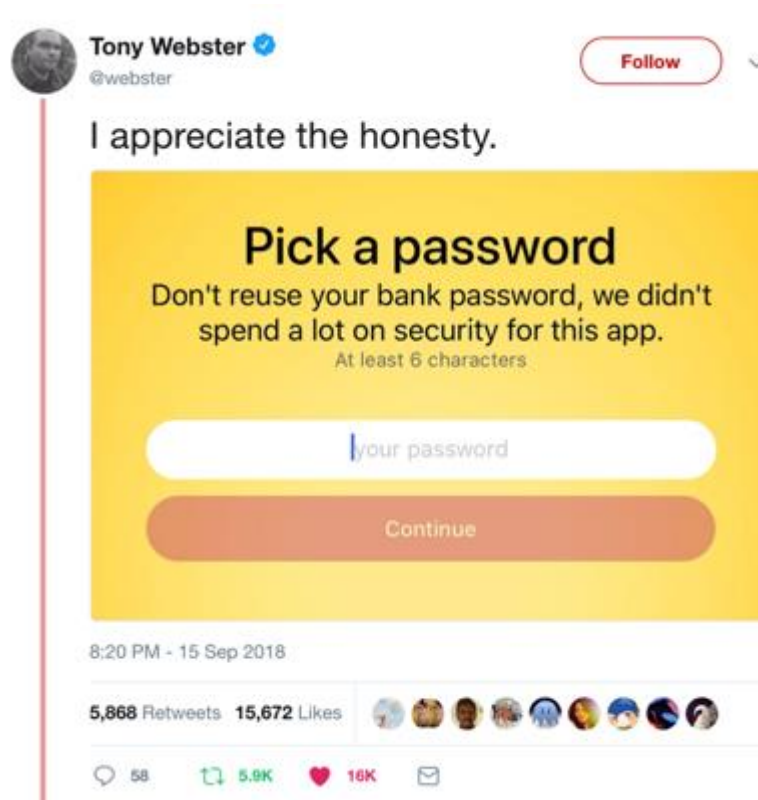 Tony Webster
Follow
@webster
I appreciate the honesty.
Pick a password
Don't reuse your bank password, we didn't
spend a lot on security for this app.
At least 6 characters
your password
Continue
8:20 PM - 15 Sep 2018
5,868 Retweets 15,672 Likes
58 5.9K 16K